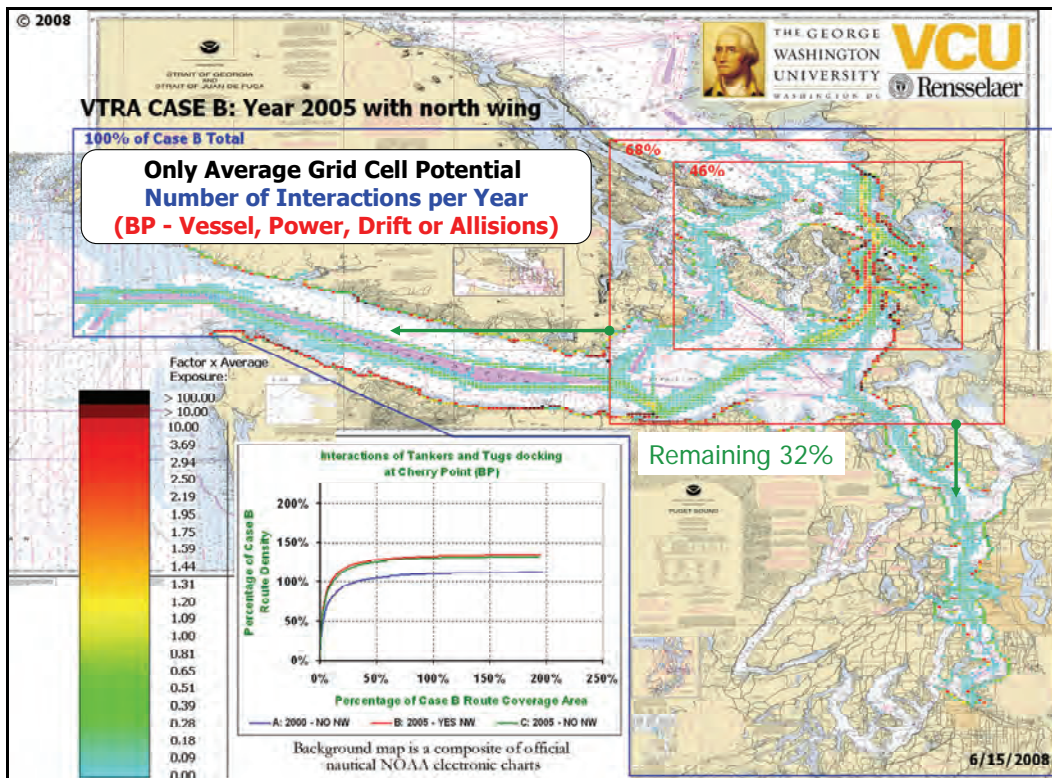 © 2008
STRAIT OF GEORGIA
AND
STRAIT OF JUAN DE FUCA
THE GEORGE
WASHINGTON
UNIVERSITY
WASHINGTON DC
VCU
Rensselaer
VTRA CASE B: Year 2005 with north wing
100% of Case B Total
68%
46%
Only Average Grid Cell Potential
Number of Interactions per Year
(BP - Vessel, Power, Drift or Allisions)
Factor x Average
Exposure:
> 100.00
> 10.00
10.00
3.69
2.94
2.50
2.19
1.95
1.75
1.59
1.44
1.31
1.20
1.09
1.00
0.81
0.65
0.51
0.39
0.28
0.18
0.09
0.00
Remaining 32%
PUGET SOUND
Interactions of Tankers and Tugs docking
at Cherry Point (BP)
Percentage of Case B
Route Density
200%
150%
100%
50%
0%
0% 50% 100% 150% 200% 250%
Percentage of Case B Route Coverage Area
A: 2000 - NO NW B: 2005 - YES NW C: 2005 - NO NW
Background map is a composite of official
nautical NOAA electronic charts
6/15/2008